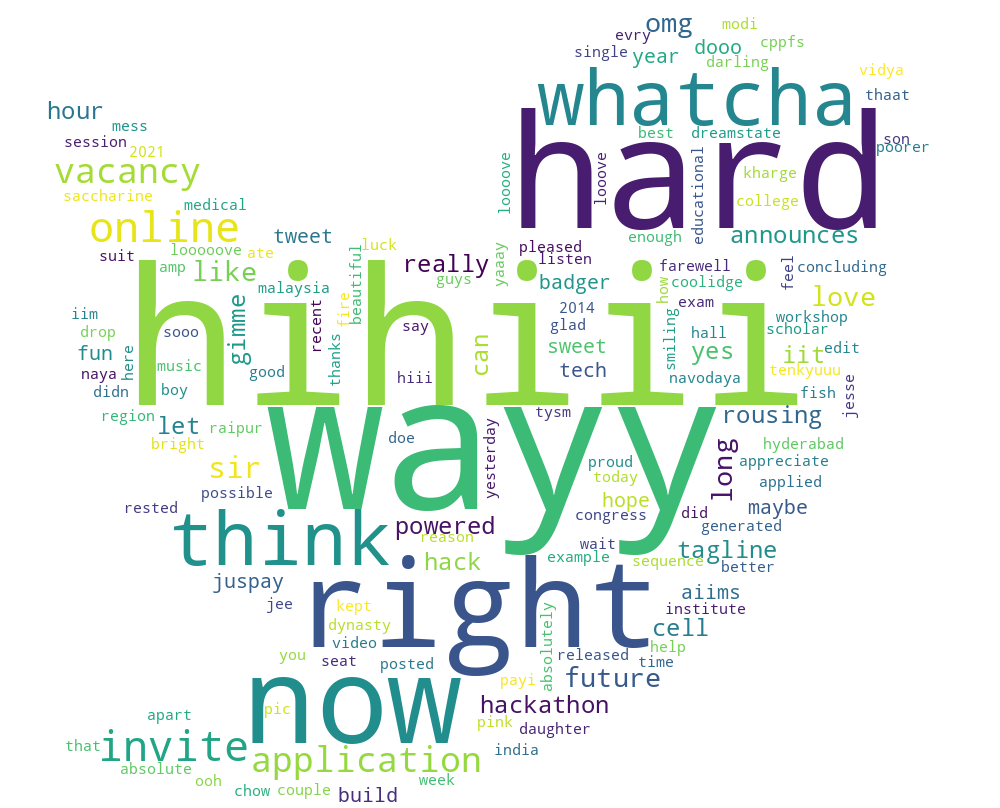 omg
modi
evry
cppfs
single
year
dooo
darling
whatcha
vidya
thaat
hour
mess
session
2021
vacancy
saccharine
medical
online
hard
best
dreamstate
son
poorer
loooove
looove
educational
kharge
college
tweet
luck
suit
looooove
ate
amp
like
malaysia
beautiful
really
guys
pleased
listen
yaaay
badger
enough
announces
farewell
coolidge
how
feel
concluding
exam
love
hihiiii
iim
drop
sooo
gimme
recent
fire
say
can
2014
glad
smiling
hall
workshop
scholar
fun
here
music
good
thanks
hiii
sweet
tech
yes
iit
edit
naya
didn
boy
navodaya
tenkyuuu
fish
jesse
region
let
raipur
wayy
doe
tysm
yesterday
rousing
bright
sir
possible
rested
proud
today
hope
long
hyderabad
appreciate
applied
think
powered
reason
congress
did
maybe
generated
wait
example
sequence
tagline
better
juspay
hack
right
aiims
institute
jee
kept
dynasty
video
cell
help
you
seat
posted
absolutely
released
time
now
payi
future
pic
hackathon
apart
pink
daughter
that
invite
application
india
absolute
ooh
chow
couple
build
week